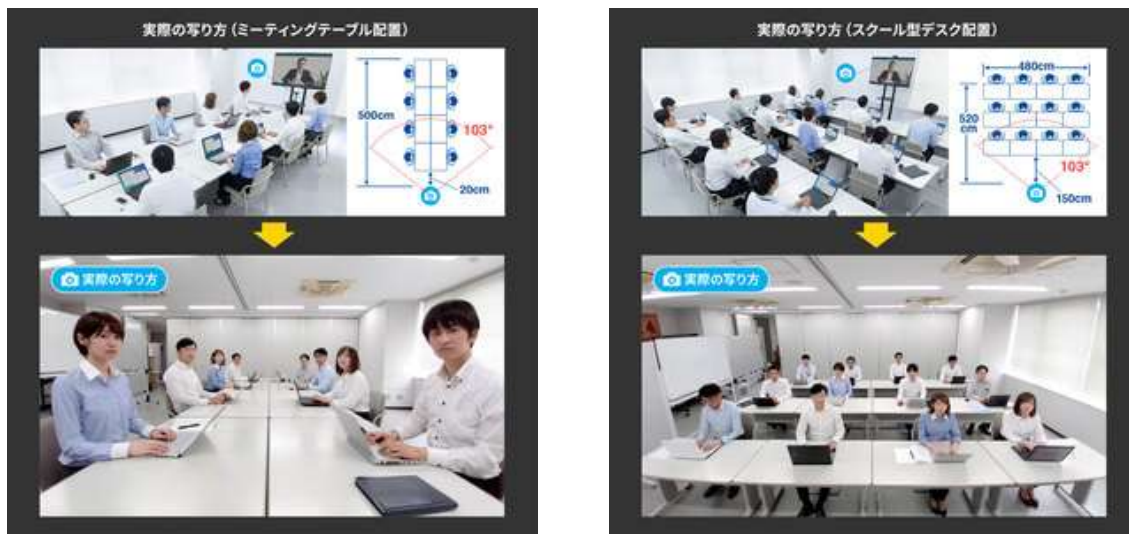 実際の写り方（ミーティングテーブル配置）
500cm
103°
20cm
実際の写り方
実際の写り方（スクール型デスク配置）
480cm
520
cm
103°
150cm
実際の写り方